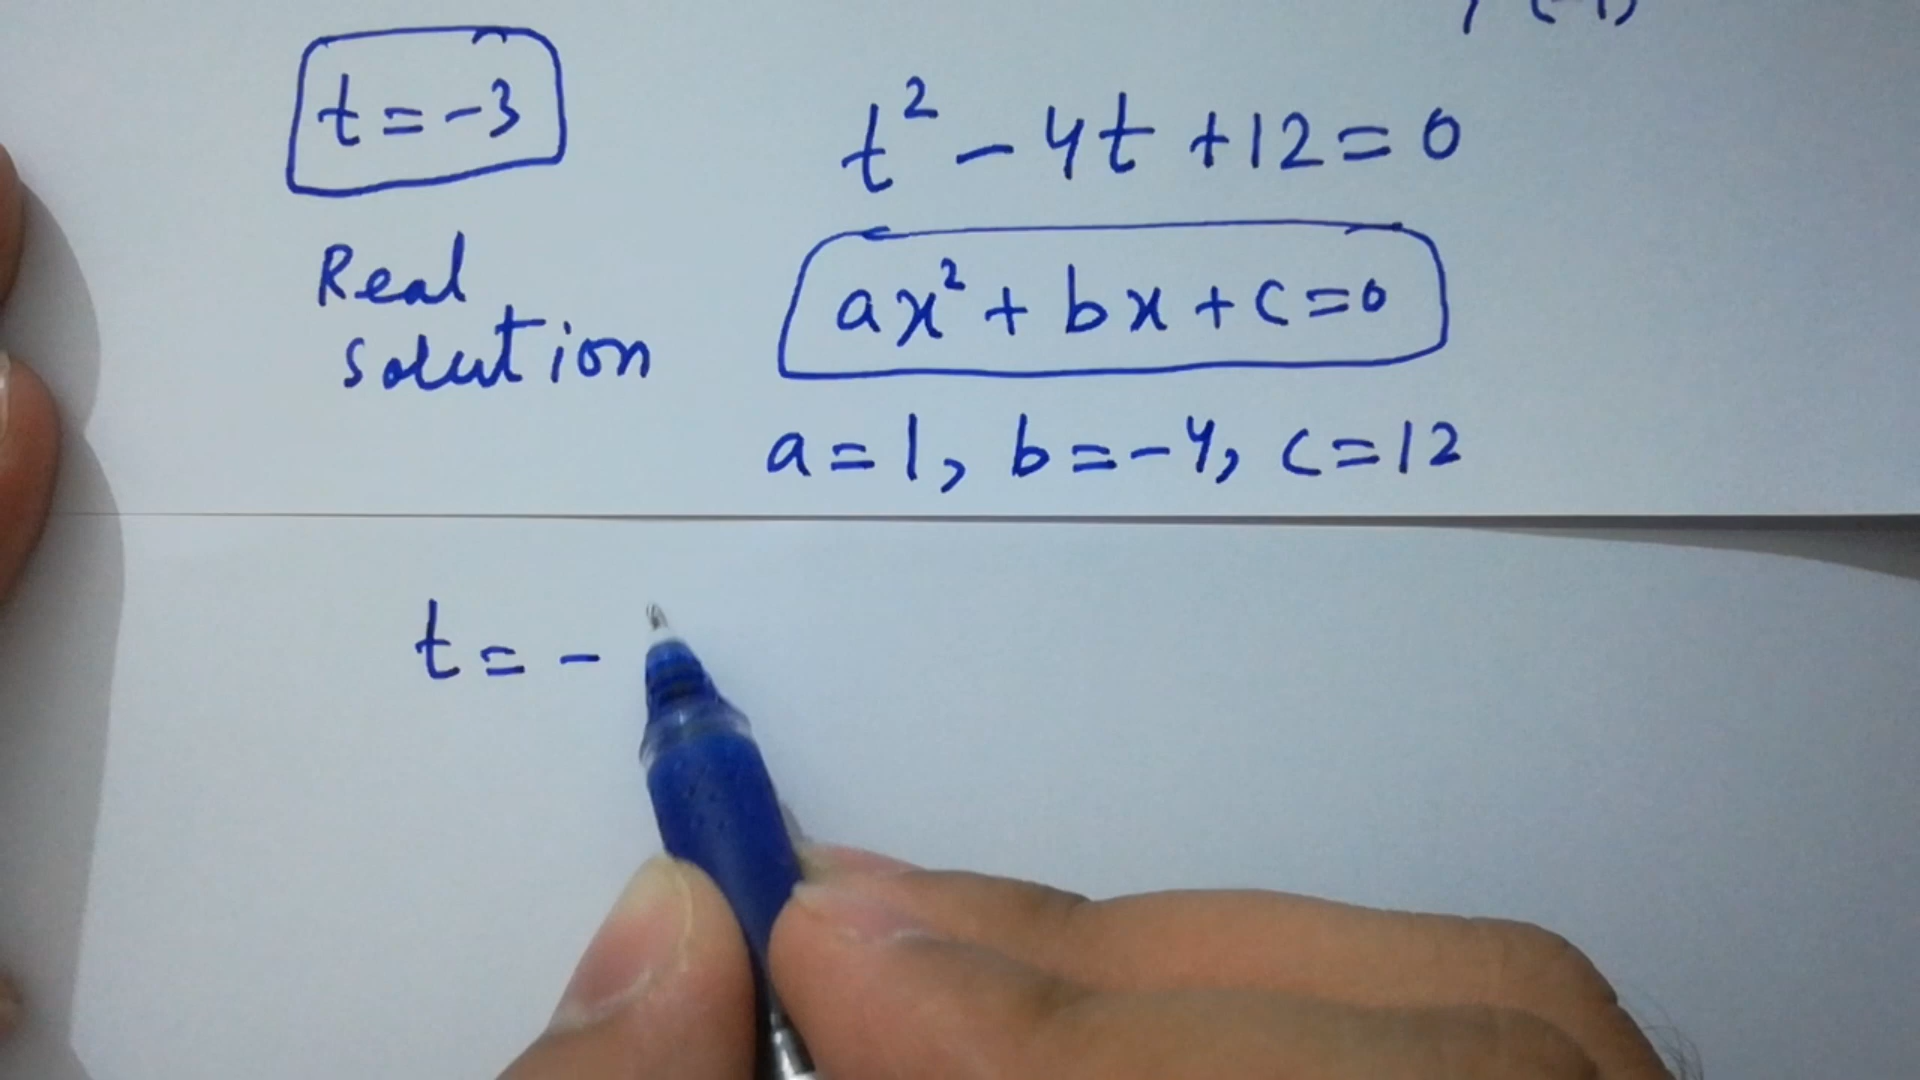 t = -3
Real
solution
t² - 4t + 12 = 0
ax² + bx + c = 0
a = 1, b = -4, c = 12
t = -